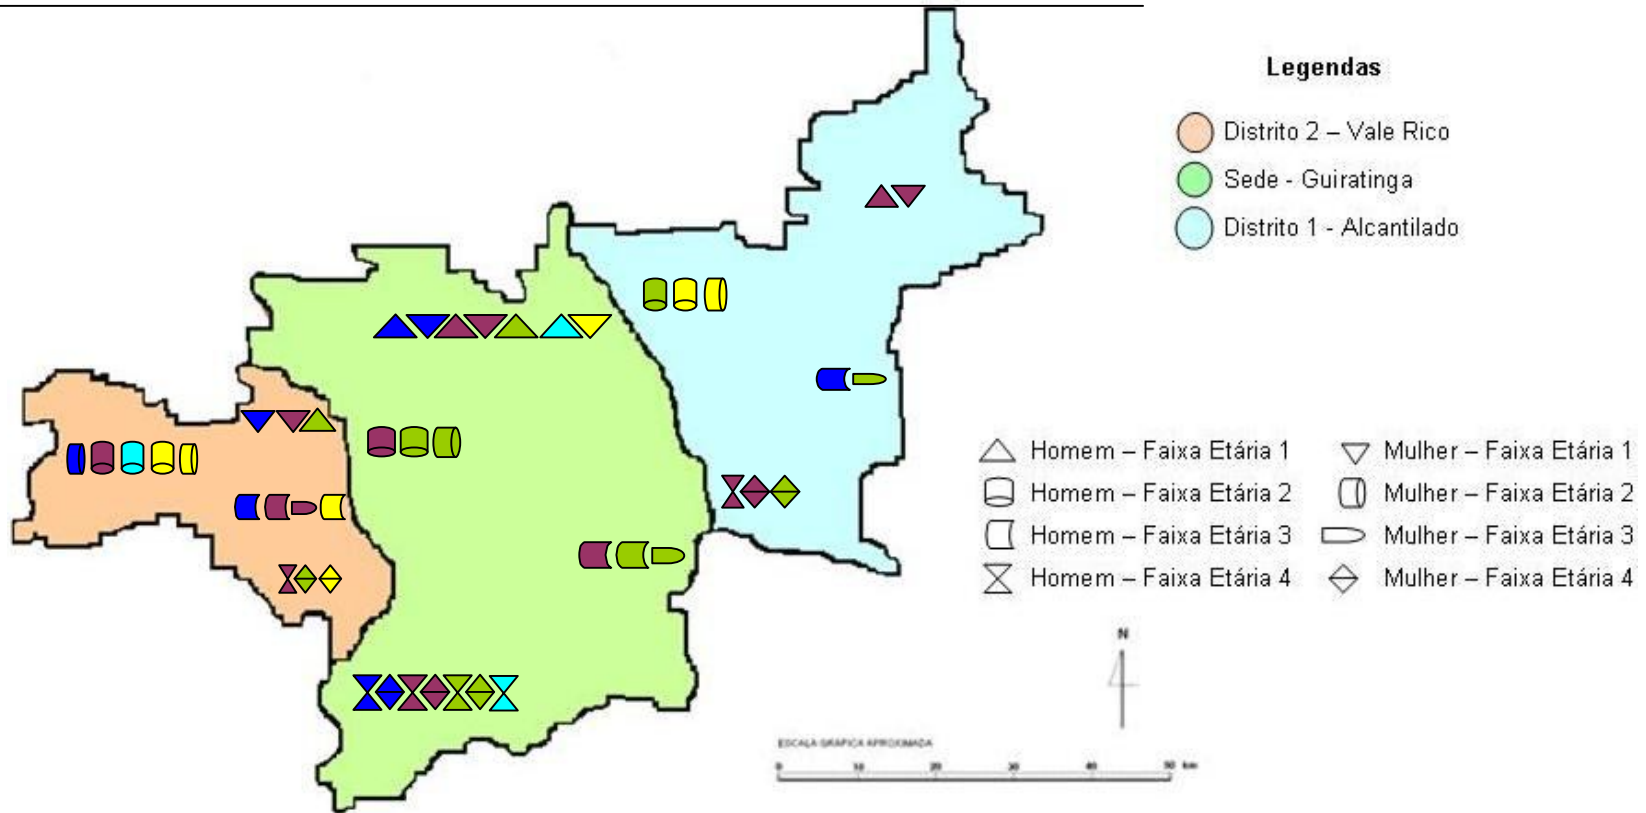 Legendas
Distrito 2 – Vale Rico
Sede - Guiratinga
Distrito 1 - Alcantilado
Homem – Faixa Etária 1
Mulher – Faixa Etária 1
Homem – Faixa Etária 2
Mulher – Faixa Etária 2
Homem – Faixa Etária 3
Mulher – Faixa Etária 3
Homem – Faixa Etária 4
Mulher – Faixa Etária 4
N
ESCALA GRÁFICA APROXIMADA
0 10 20 30 40 50 km